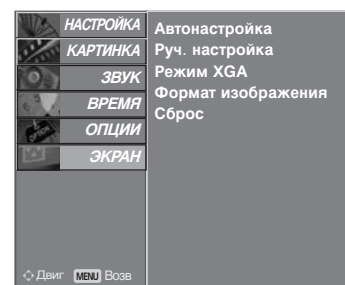 НАСТРОЙКА
КАРТИНКА
ЗВУК
ВРЕМЯ
ОПЦИИ
ЭКРАН
Автонастройка
Руч. настройка
Режим XGA
Формат изображения
Сброс
Двиг MENU Возв